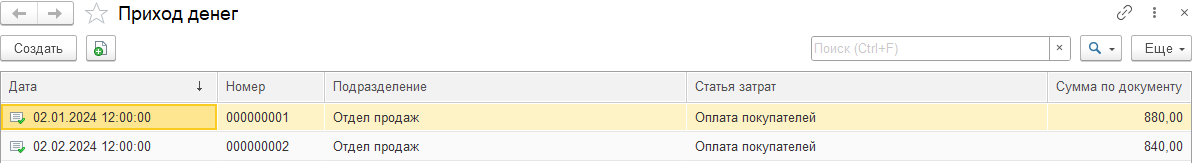 Приход денег
Создать Поиск (Ctrl+F) Еще
Дата Номер Подразделение Статья затрат Сумма по документу
02.01.2024 12:00:00 000000001 Отдел продаж Оплата покупателей 880,00
02.02.2024 12:00:00 000000002 Отдел продаж Оплата покупателей 840,00